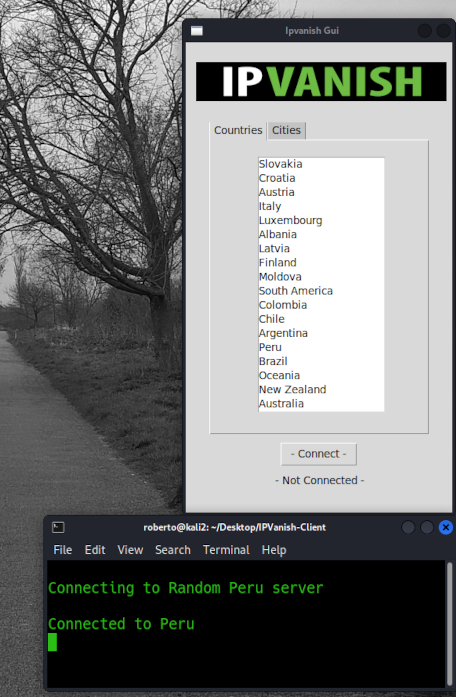 Ipvanish Gui
IPVANISH
Countries Cities
Slovakia
Croatia
Austria
Italy
Luxembourg
Albania
Latvia
Finland
Moldova
South America
Colombia
Chile
Argentina
Peru
Brazil
Oceania
New Zealand
Australia
- Connect -
- Not Connected -
roberto@kali2: ~/Desktop/IPVanish-Client
File Edit View Search Terminal Help
Connecting to Random Peru server
Connected to Peru